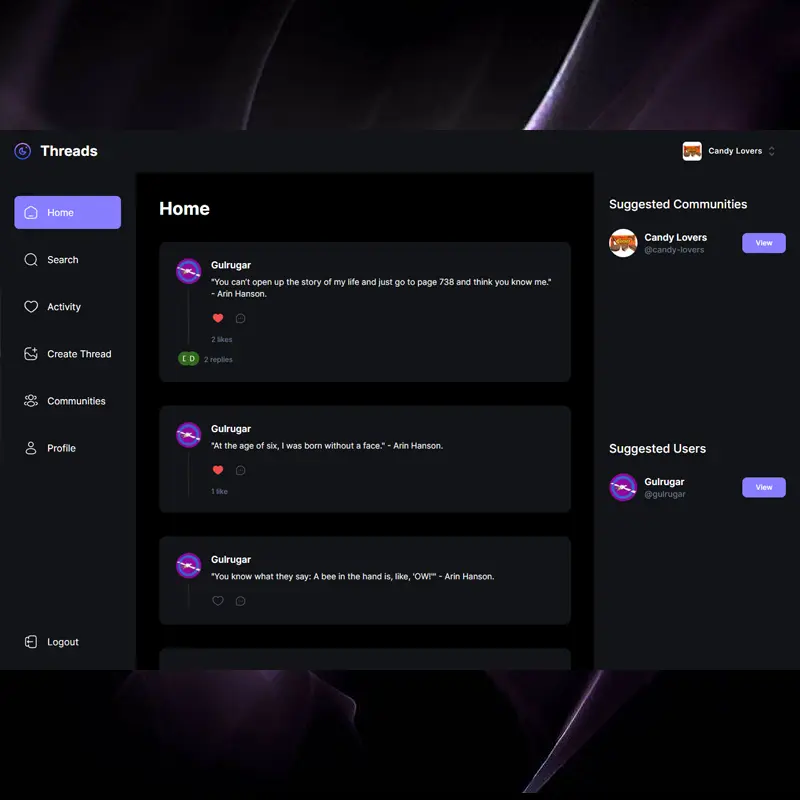 Threads
Candy Lovers
Home
Search
Activity
Create Thread
Communities
Profile
Logout
Home
Gulrugar
"You can't open up the story of my life and just go to page 738 and think you know me."
- Arin Hanson.
2 likes
D D
2 replies
Gulrugar
"At the age of six, I was born without a face." - Arin Hanson.
1 like
Gulrugar
"You know what they say: A bee in the hand is, like, 'OW!'" - Arin Hanson.
Suggested Communities
Candy Lovers
@candy-lovers
View
Suggested Users
Gulrugar
@gulrugar
View